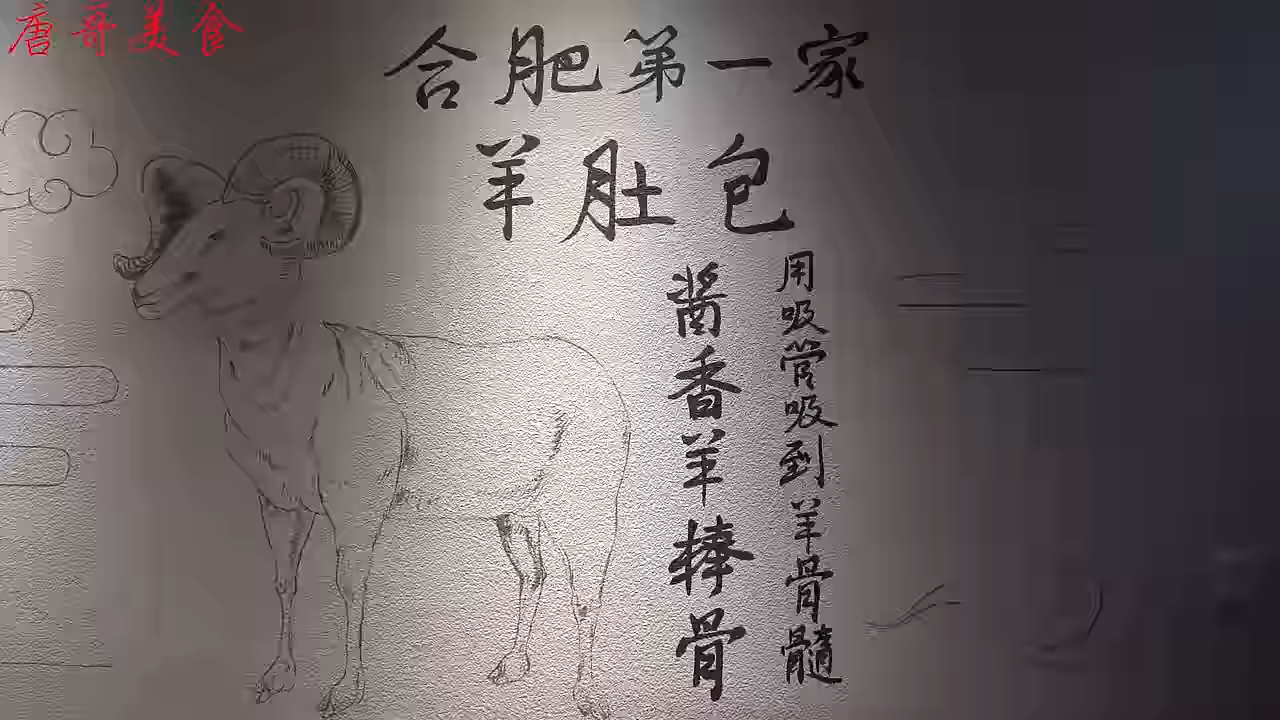 唐哥美食
合肥第一家
羊肚包
用吸管吸到羊骨髓
酱香羊棒骨